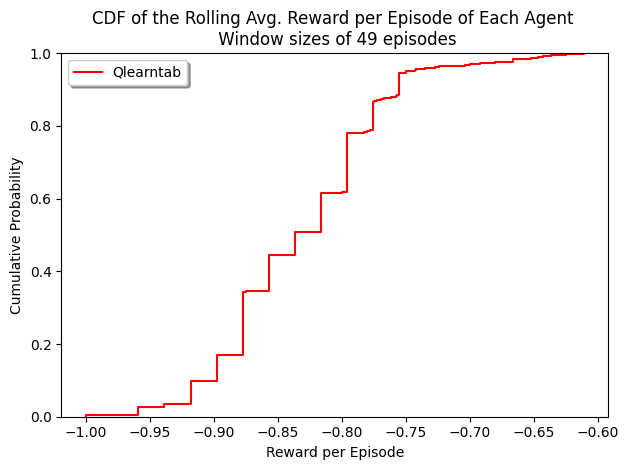 CDF of the Rolling Avg. Reward per Episode of Each Agent
Window sizes of 49 episodes
Qlearntab
Cumulative Probability
1.0
0.8
0.6
0.4
0.2
0.0
−1.00 −0.95 −0.90 −0.85 −0.80 −0.75 −0.70 −0.65 −0.60
Reward per Episode